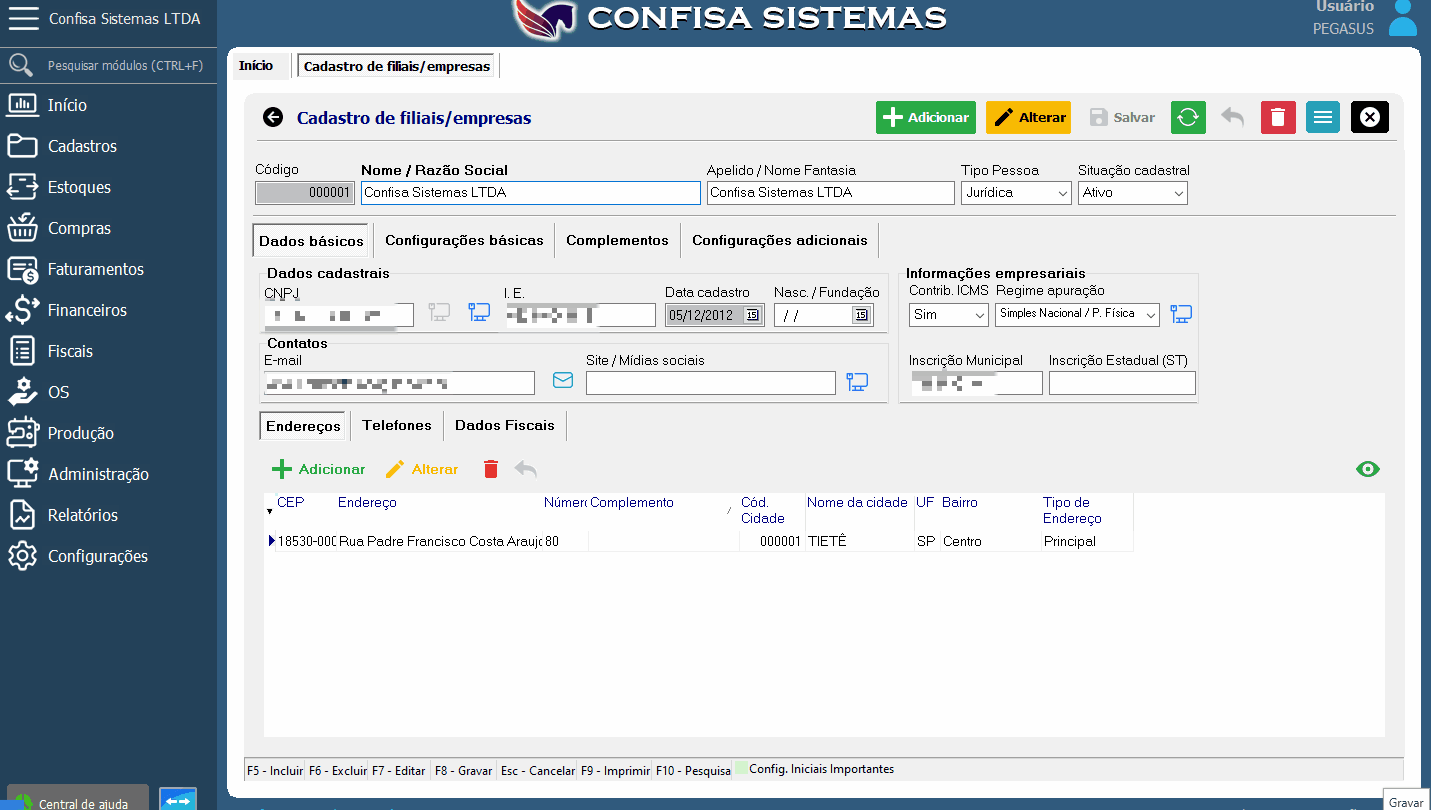 Confisa Sistemas LTDA
CONFISA SISTEMAS
Usuário
PEGASUS
Pesquisar módulos (CTRL+F)
Início
Cadastros
Estoques
Compras
Faturamentos
Financeiros
Fiscais
OS
Produção
Administração
Relatórios
Configurações
Central de ajuda
Início
Cadastro de filiais/empresas
Cadastro de filiais/empresas
Adicionar
Alterar
Salvar
Código
Nome / Razão Social
Apelido / Nome Fantasia
Tipo Pessoa
Situação cadastral
000001
Confisa Sistemas LTDA
Confisa Sistemas LTDA
Jurídica
Ativo
Dados básicos
Configurações básicas
Complementos
Configurações adicionais
Dados cadastrais
CNPJ
I. E.
Data cadastro
Nasc. / Fundação
05/12/2012
15
/ /
15
Informações empresariais
Contrib. ICMS
Regime apuração
Sim
Simples Nacional / P. Física
Contatos
E-mail
Site / Mídias sociais
Inscrição Municipal
Inscrição Estadual (ST)
Endereços
Telefones
Dados Fiscais
Adicionar
Alterar
CEP
Endereço
Número
Complemento
Cód. Cidade
Nome da cidade
UF
Bairro
Tipo de Endereço
18530-000
Rua Padre Francisco Costa Araujo
80
000001
TIETÊ
SP
Centro
Principal
F5 - Incluir
F6 - Excluir
F7 - Editar
F8 - Gravar
Esc - Cancelar
F9 - Imprimir
F10 - Pesquisa
Config. Iniciais Importantes
Gravar